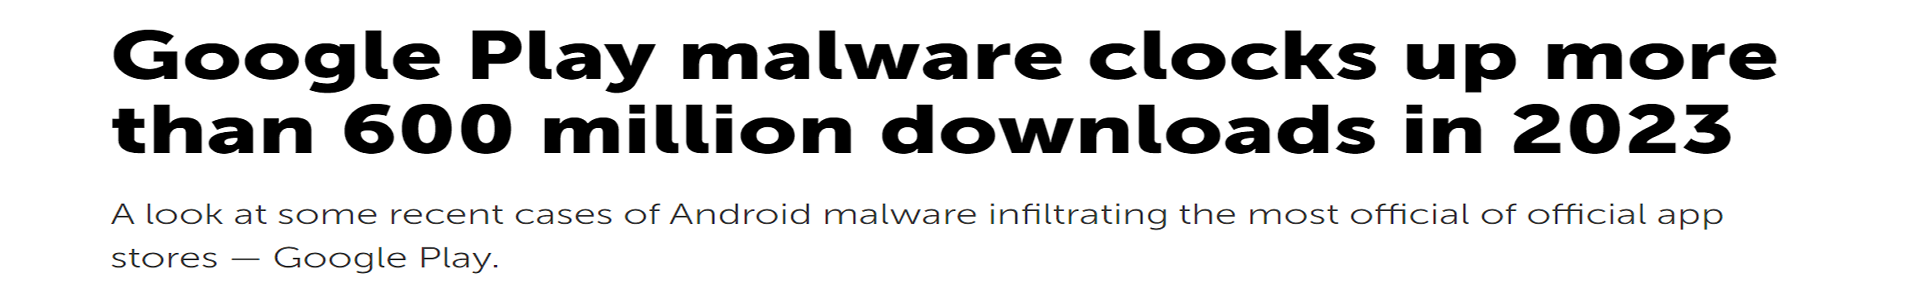 Google Play malware clocks up more
than 600 million downloads in 2023
A look at some recent cases of Android malware infiltrating the most official of official app
stores — Google Play.